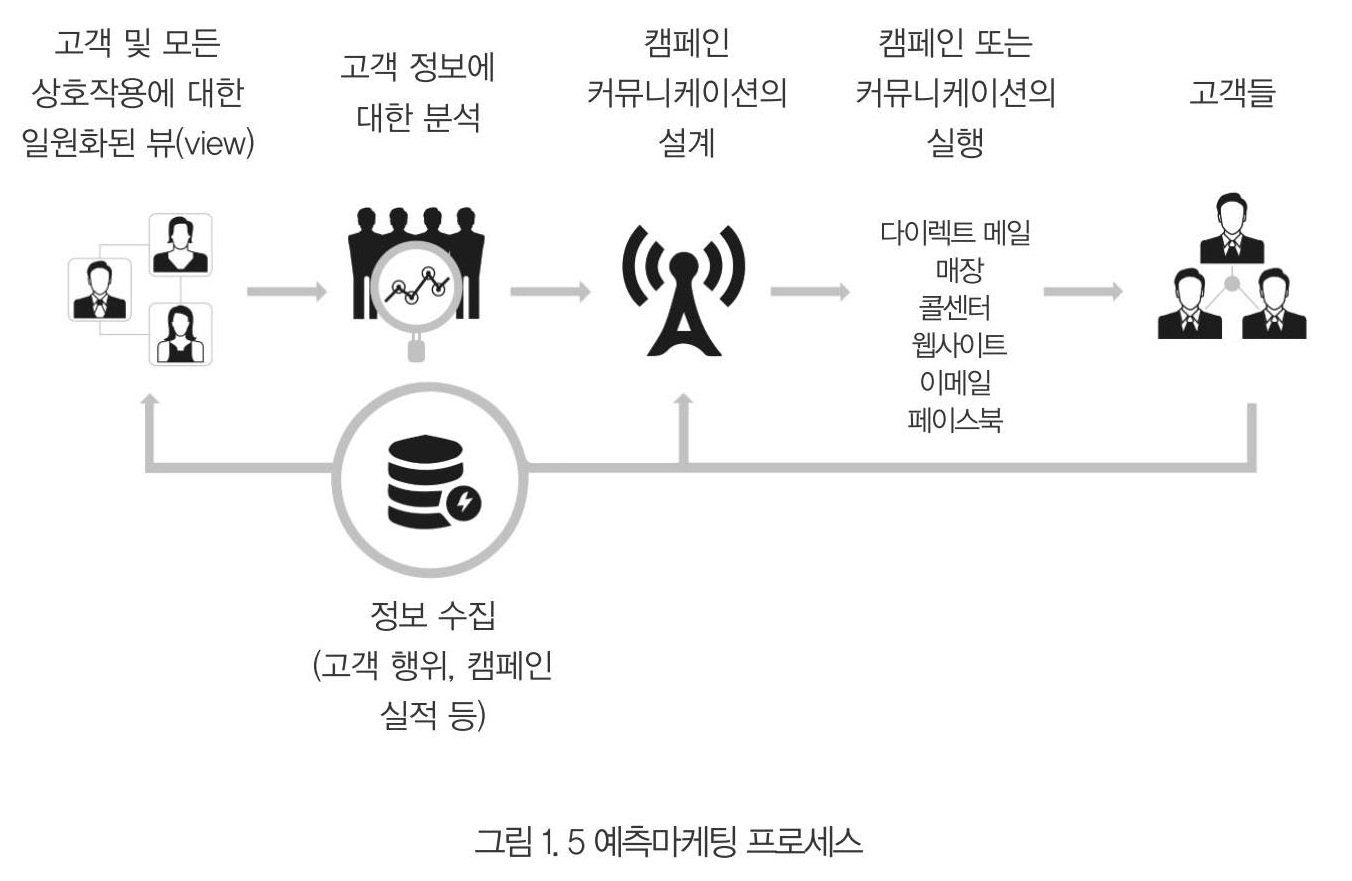 고객 및 모든
상호작용에 대한
일원화된 뷰(view)
고객 정보에
대한 분석
캠페인
커뮤니케이션의
설계
캠페인 또는
커뮤니케이션의
실행
고객들
다이렉트 메일
매장
콜센터
웹사이트
이메일
페이스북
정보 수집
(고객 행위, 캠페인
실적 등)
그림 1. 5 예측마케팅 프로세스